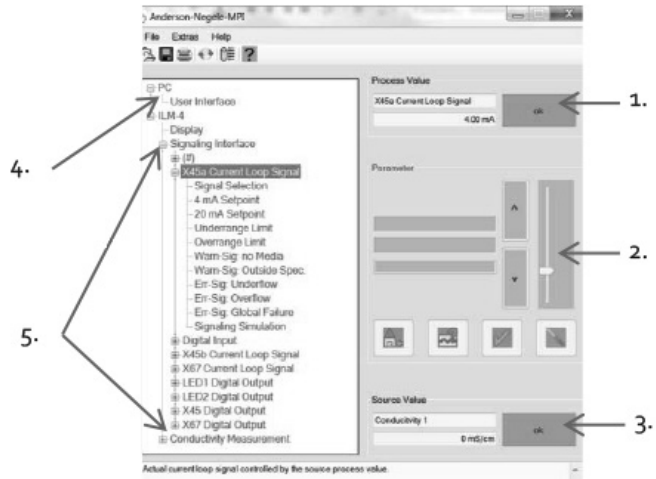 Anderson-Negele-MPI
File Extras Help
PC
User Interface
ILM-4
Display
Signaling Interface
(#)
X45a Current Loop Signal
Signal Selection
4 mA Setpoint
20 mA Setpoint
Underrange Limit
Overrange Limit
Warn-Sig: no Media
Warn-Sig: Outside Spec.
Err-Sig: Underflow
Err-Sig: Overflow
Err-Sig: Global Failure
Signaling Simulation
Digital Input
X45b Current Loop Signal
X67 Current Loop Signal
LED1 Digital Output
LED2 Digital Output
X45 Digital Output
X67 Digital Output
Conductivity Measurement
4.
5.
Process Value
X45a Current Loop Signal
4.00 mA
ok
1.
Parameter
2.
Source Value
Conductivity 1
0 mS/cm
ok
3.
Actual current loop signal controlled by the source process value.